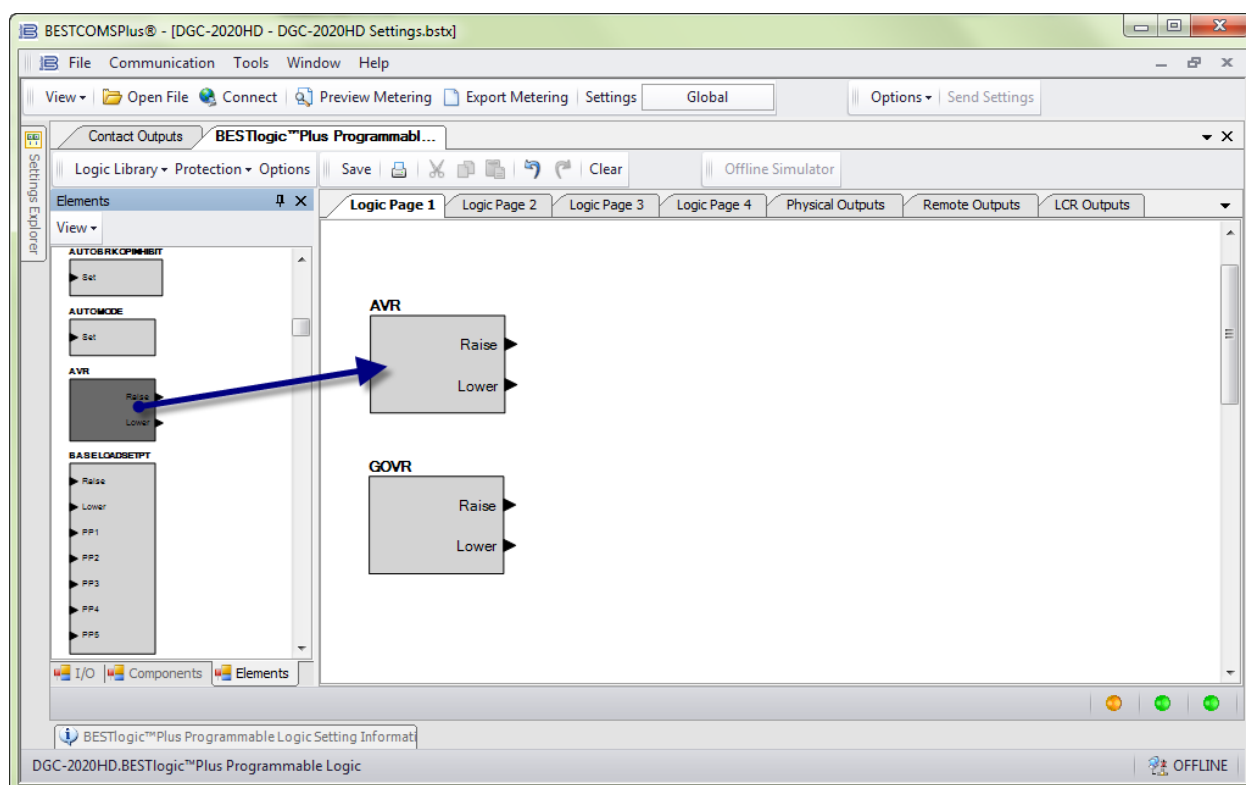 BESTCOMSPlus® - [DGC-2020HD - DGC-2020HD Settings.bstx]
File Communication Tools Window Help
View Open File Connect Preview Metering Export Metering Settings Global Options Send Settings
Settings Explorer
Contact Outputs BESTlogic™Plus Programmabl...
Logic Library Protection Options Save Clear Offline Simulator
Elements
View
Logic Page 1 Logic Page 2 Logic Page 3 Logic Page 4 Physical Outputs Remote Outputs LCR Outputs
AUTOBRKOPINHIBIT
Set
AUTOMODE
Set
AVR
Raise
Lower
BASELOADSETPT
Raise
Lower
PP1
PP2
PP3
PP4
PP5
AVR
Raise
Lower
GOVR
Raise
Lower
I/O Components Elements
BESTlogic™Plus Programmable Logic Setting Informati
DGC-2020HD.BESTlogic™Plus Programmable Logic
OFFLINE